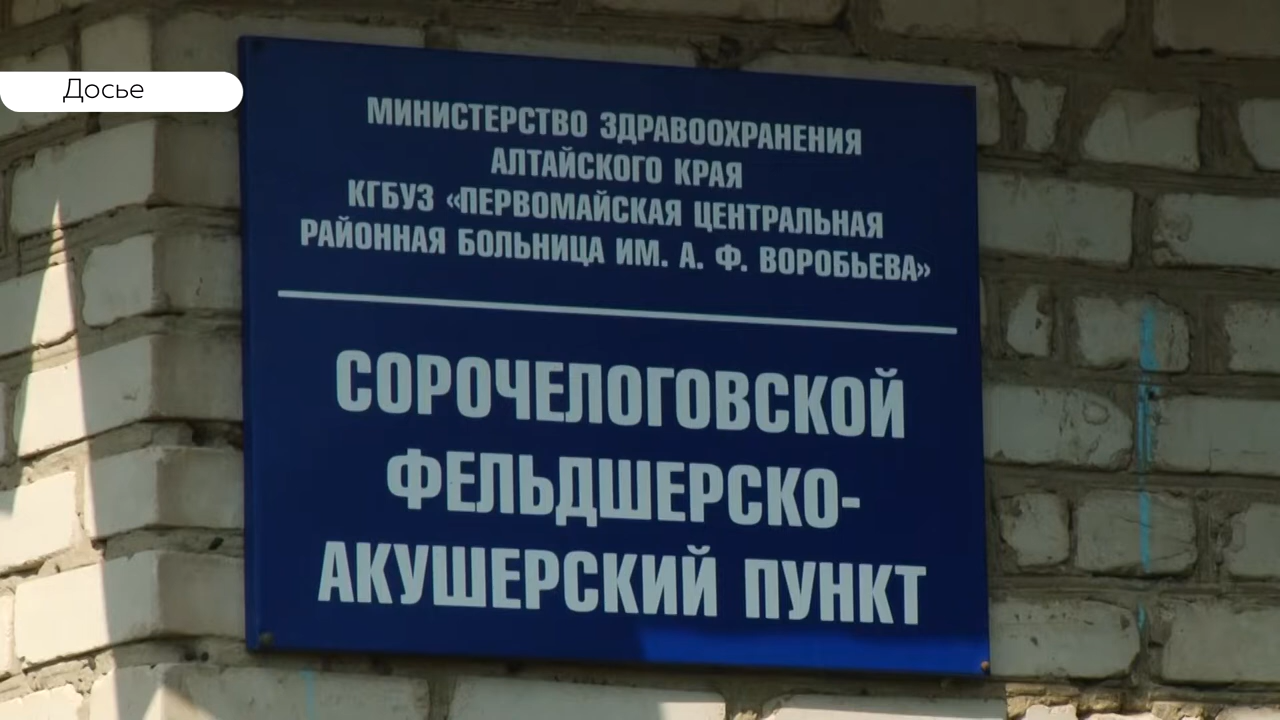 Досье
МИНИСТЕРСТВО ЗДРАВООХРАНЕНИЯ
АЛТАЙСКОГО КРАЯ
КГБУЗ «ПЕРВОМАЙСКАЯ ЦЕНТРАЛЬНАЯ
РАЙОННАЯ БОЛЬНИЦА ИМ. А. Ф. ВОРОБЬЕВА»
СОРОЧЕЛОГОВСКОЙ
ФЕЛЬДШЕРСКО-
АКУШЕРСКИЙ ПУНКТ